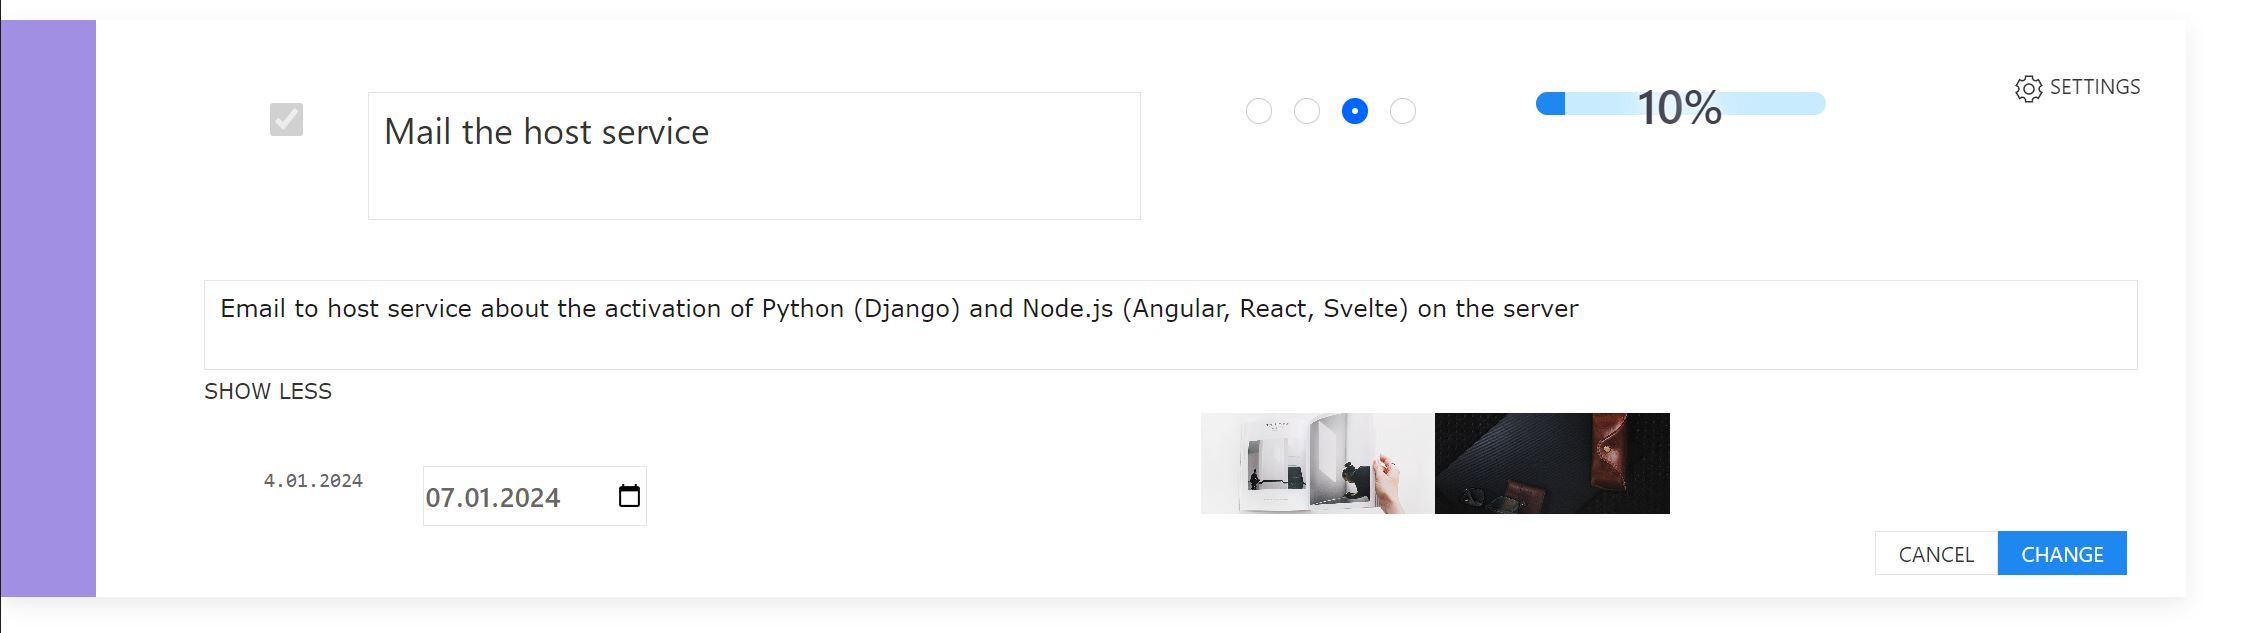 Mail the host service
10%
SETTINGS
Email to host service about the activation of Python (Django) and Node.js (Angular, React, Svelte) on the server
SHOW LESS
4.01.2024
07.01.2024
CANCEL
CHANGE